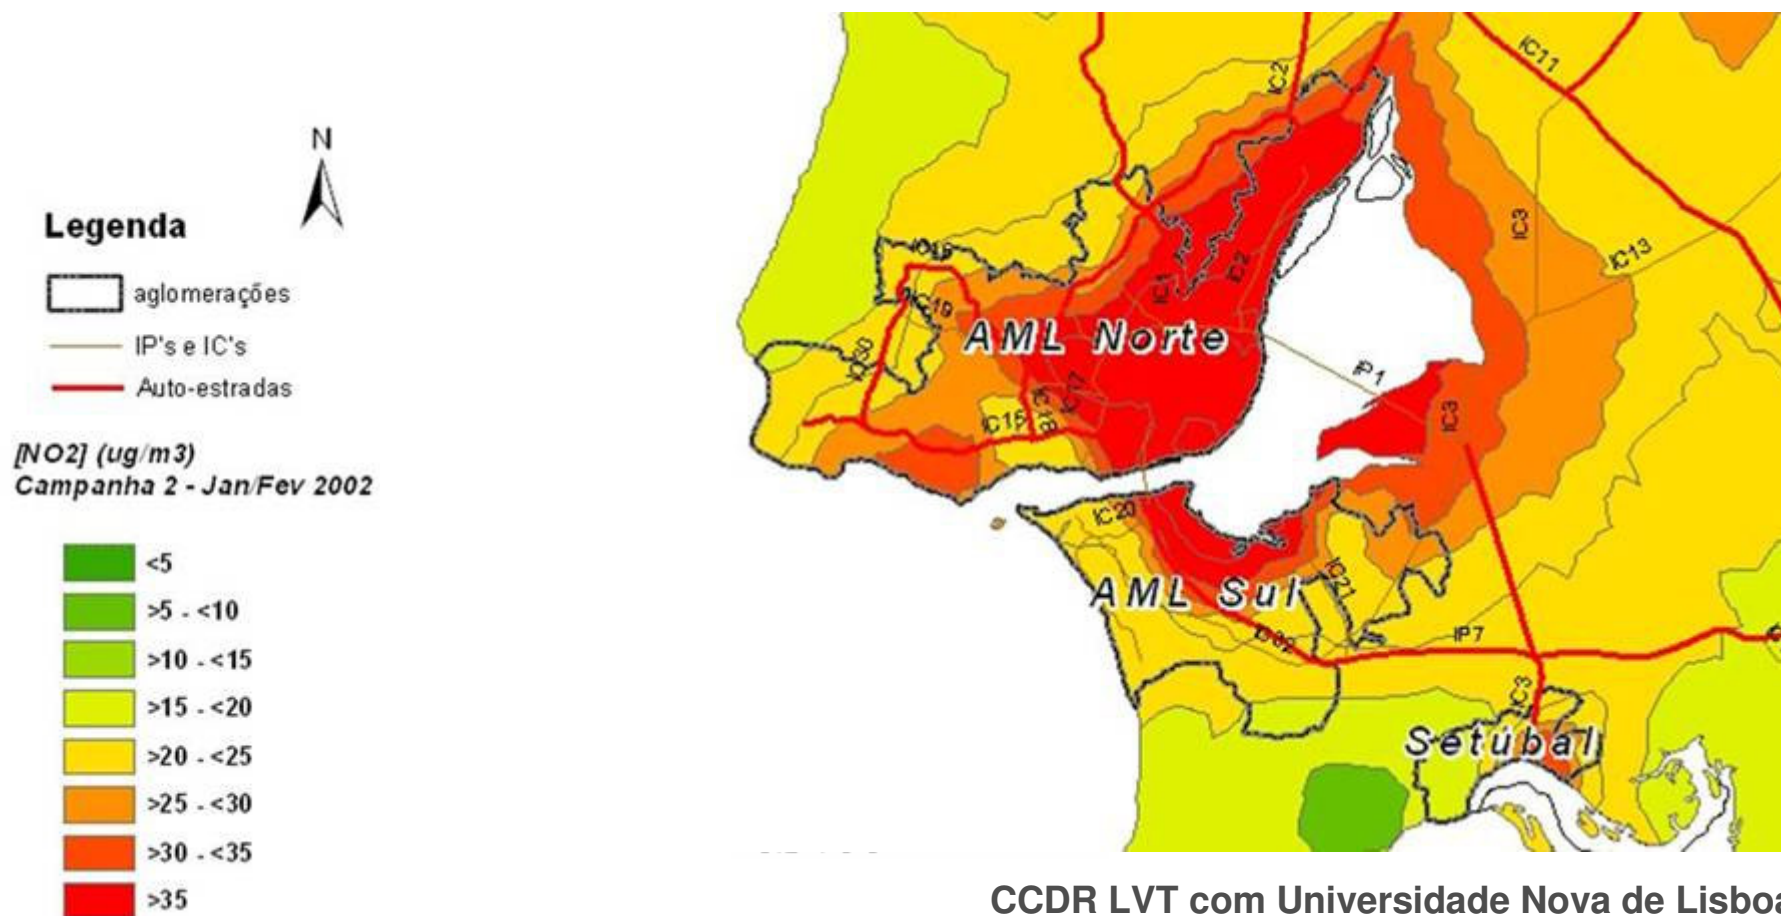 N
Legenda
aglomerações
IP's e IC's
Auto-estradas
[NO2] (ug/m3)
Campanha 2 - Jan/Fev 2002
<5
>5 - <10
>10 - <15
>15 - <20
>20 - <25
>25 - <30
>30 - <35
>35
IC11
IC2
IC3
IC13
IC16
IC19
IC1
IC2
AML Norte
IC30
IP1
IC17
IC15
IC18
IC3
IC20
AML Sul
IC21
IC32
IP7
IC3
Setúbal
CCDR LVT com Universidade Nova de Lisboa